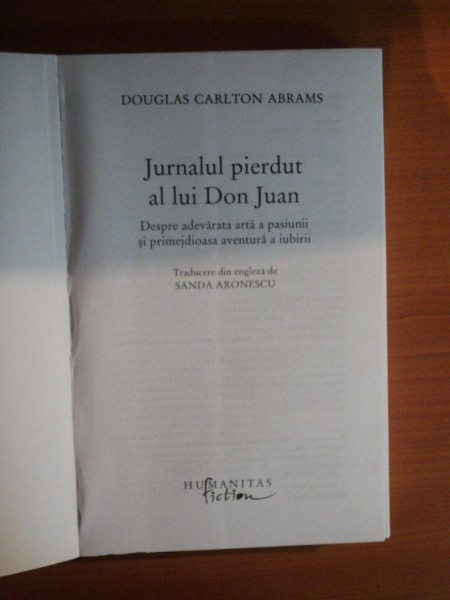 DOUGLAS CARLTON ABRAMS
Jurnalul pierdut
al lui Don Juan
Despre adevărata artă a pasiunii
și primejdioasa aventură a iubirii
Traducere din engleză de
SANDA ARONESCU
HUMANITAS
fiction